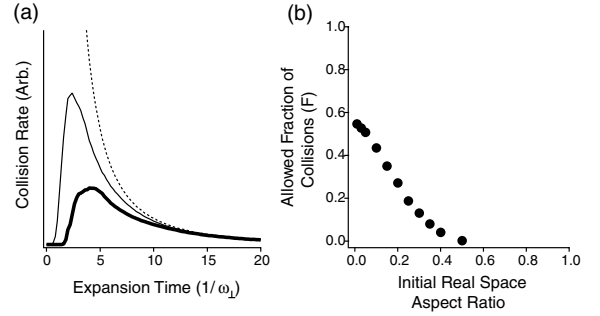 (a)
Collision Rate (Arb.)
0
5
10
15
20
Expansion Time (1/ω⊥)
(b)
Allowed Fraction of
Collisions (F)
1.0
0.8
0.6
0.4
0.2
0.0
0.0
0.2
0.4
0.6
0.8
1.0
Initial Real Space
Aspect Ratio